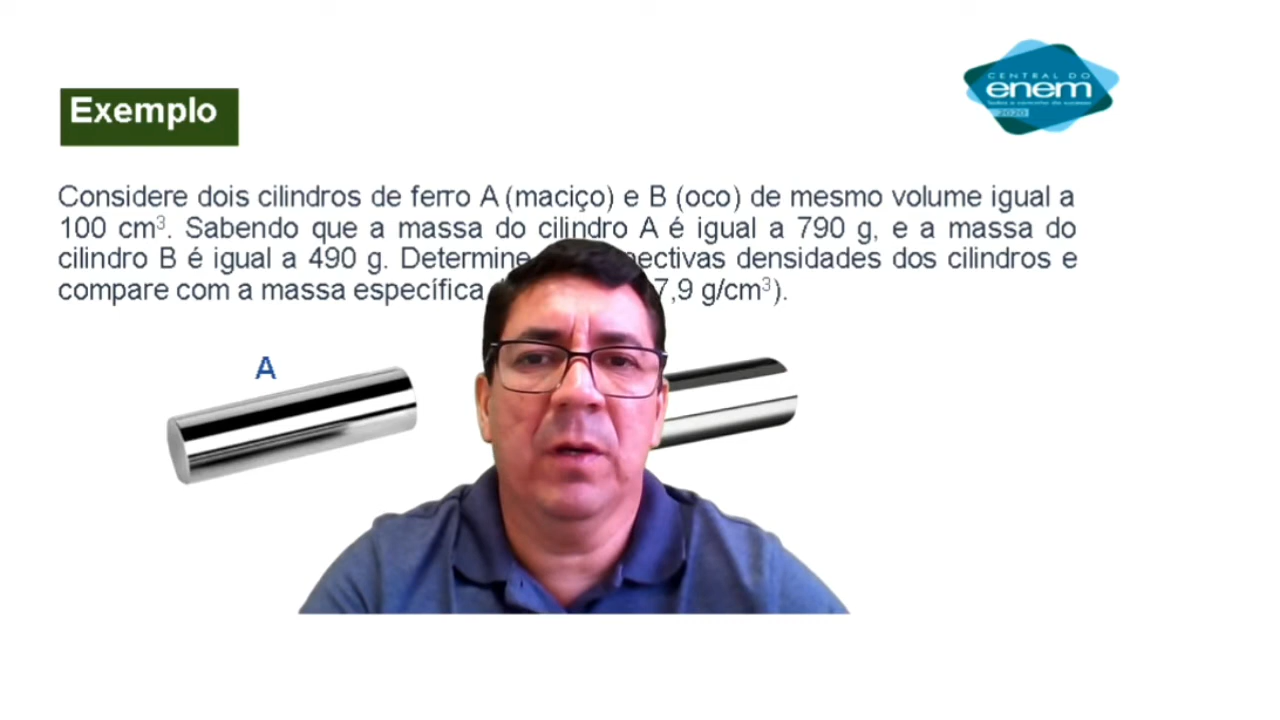 CENTRAL DO
enem
2020
Exemplo
Considere dois cilindros de ferro A (maciço) e B (oco) de mesmo volume igual a
100 cm³. Sabendo que a massa do cilindro A é igual a 790 g, e a massa do
cilindro B é igual a 490 g. Determine densidades dos cilindros e
compare com a massa específica 7,9 g/cm³).
A